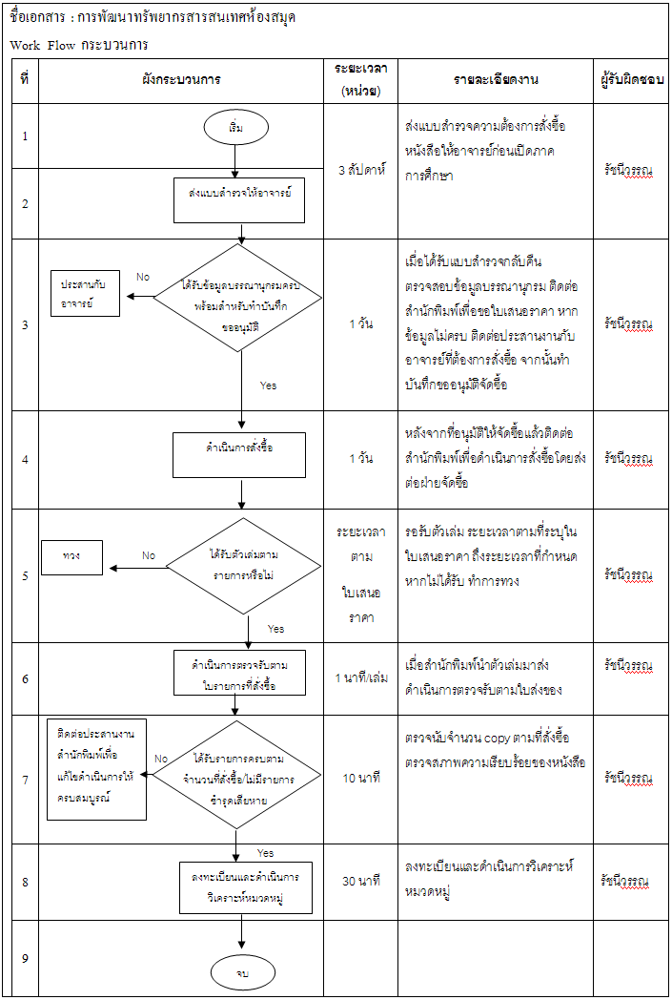 ชื่อเอกสาร : การพัฒนาทรัพยากรสารสนเทศห้องสมุด
Work Flow กระบวนการ
ที่
ผังกระบวนการ
ระยะเวลา
(หน่วย)
รายละเอียดงาน
ผู้รับผิดชอบ
1
เริ่ม
2
ส่งแบบสำรวจให้อาจารย์
3 สัปดาห์
ส่งแบบสำรวจความต้องการสั่งซื้อ
หนังสือให้อาจารย์ก่อนเปิดภาค
การศึกษา
รัชนีวรรณ
3
ประสานกับ
อาจารย์
No
ได้รับข้อมูลบรรณานุกรมครบ
พร้อมสำหรับทำบันทึก
ขออนุมัติ
Yes
1 วัน
เมื่อได้รับแบบสำรวจกลับคืน
ตรวจสอบข้อมูลบรรณานุกรม ติดต่อ
สำนักพิมพ์เพื่อขอใบเสนอราคา หาก
ข้อมูลไม่ครบ ติดต่อประสานงานกับ
อาจารย์ที่ต้องการสั่งซื้อ จากนั้นทำ
บันทึกขออนุมัติจัดซื้อ
รัชนีวรรณ
4
ดำเนินการสั่งซื้อ
1 วัน
หลังจากที่อนุมัติให้จัดซื้อแล้วติดต่อ
สำนักพิมพ์เพื่อดำเนินการสั่งซื้อโดยส่ง
ต่อฝ่ายจัดซื้อ
รัชนีวรรณ
5
ทวง
No
ได้รับตัวเล่มตาม
รายการหรือไม่
Yes
ระยะเวลา
ตาม
ใบเสนอ
ราคา
รอรับตัวเล่ม ระยะเวลาตามที่ระบุใน
ใบเสนอราคา ถึงระยะเวลาที่กำหนด
หากไม่ได้รับ ทำการทวง
รัชนีวรรณ
6
ดำเนินการตรวจรับตาม
ใบรายการที่สั่งซื้อ
1 นาที/เล่ม
เมื่อสำนักพิมพ์นำตัวเล่มมาส่ง
ดำเนินการตรวจรับตามใบส่งของ
รัชนีวรรณ
7
ติดต่อประสานงาน
สำนักพิมพ์เพื่อ
แก้ไขดำเนินการให้
ครบสมบูรณ์
No
ได้รับรายการครบตาม
จำนวนที่สั่งซื้อ/ไม่มีรายการ
ชำรุดเสียหาย
Yes
10 นาที
ตรวจนับจำนวน copy ตามที่สั่งซื้อ
ตรวจสภาพความเรียบร้อยของหนังสือ
รัชนีวรรณ
8
ลงทะเบียนและดำเนินการ
วิเคราะห์หมวดหมู่
30 นาที
ลงทะเบียนและดำเนินการวิเคราะห์
หมวดหมู่
รัชนีวรรณ
9
จบ